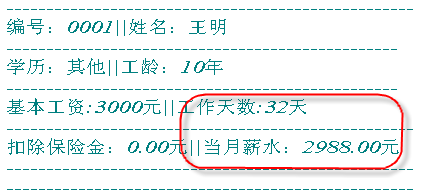 编号：0001||姓名：王明
学历：其他||工龄：10年
基本工资:3000元||工作天数:32天
扣除保险金：0.00元||当月薪水：2988.00元